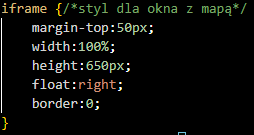 iframe {/*styl dla okna z mapą*/
margin-top:50px;
width:100%;
height:650px;
float:right;
border:0;
}